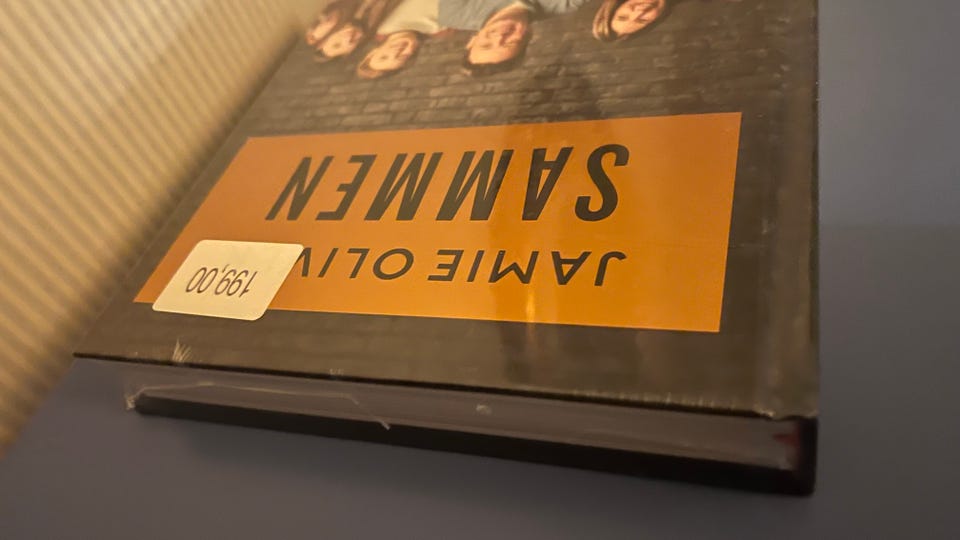 JAMIE OLIV
SAMMEN
199,00